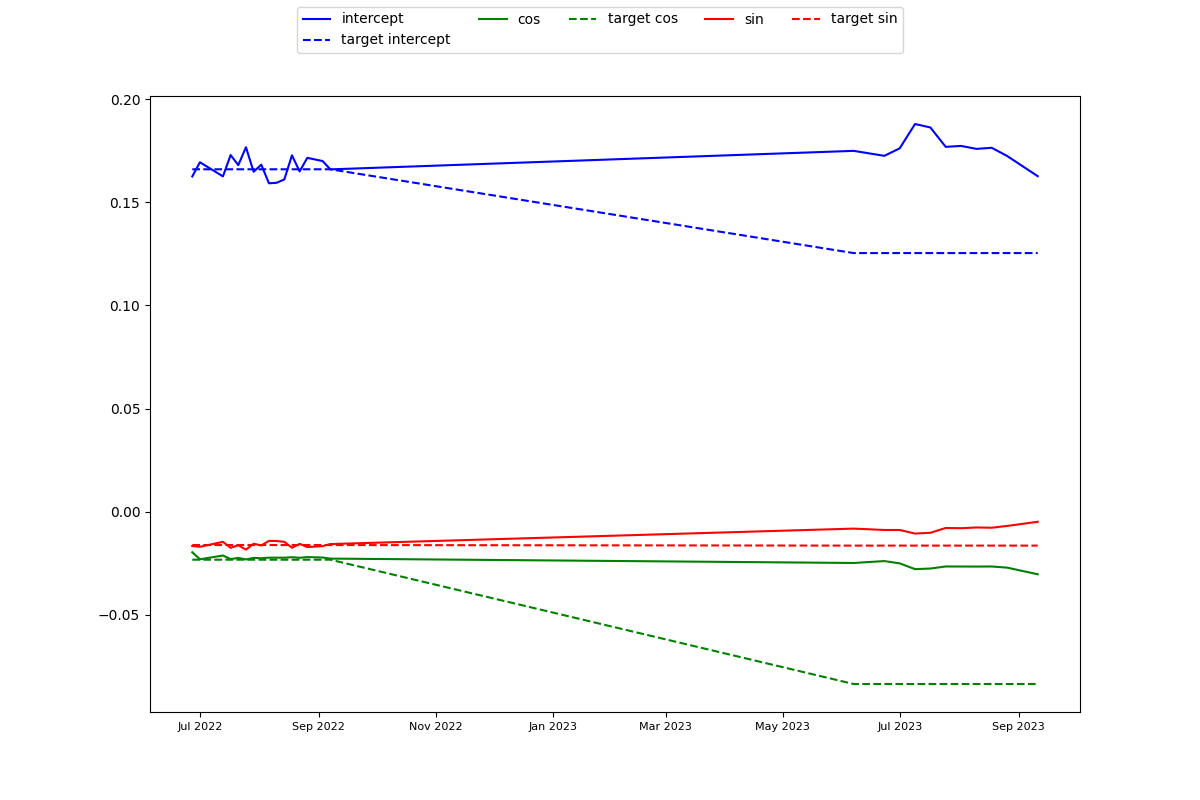 intercept cos target cos sin target sin
target intercept
0.20
0.15
0.10
0.05
0.00
−0.05
Jul 2022 Sep 2022 Nov 2022 Jan 2023 Mar 2023 May 2023 Jul 2023 Sep 2023